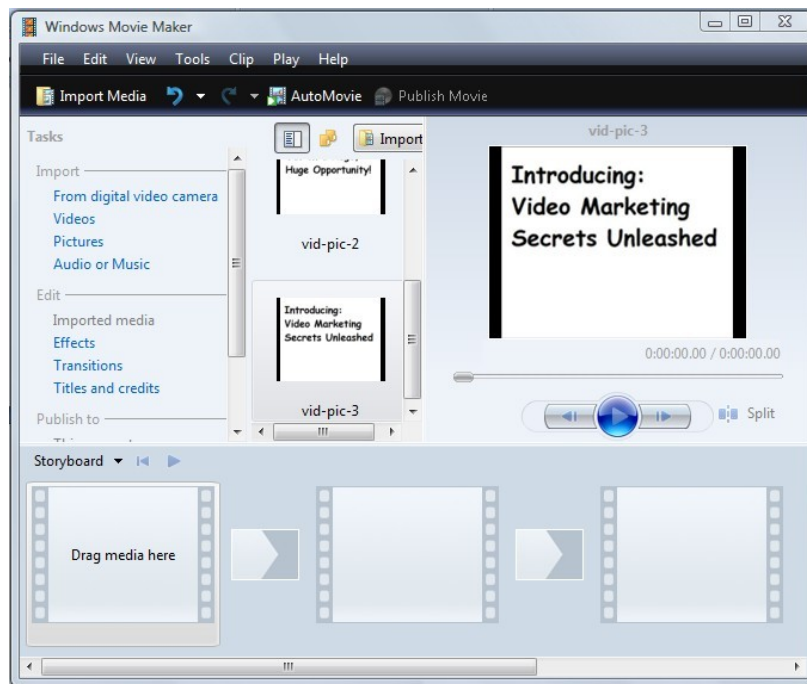 Windows Movie Maker
File Edit View Tools Clip Play Help
Import Media AutoMovie Publish Movie
Tasks
Import
From digital video camera
Videos
Pictures
Audio or Music
Edit
Imported media
Effects
Transitions
Titles and credits
Publish to
Import
Huge Opportunity!
vid-pic-2
Introducing:
Video Marketing
Secrets Unleashed
vid-pic-3
vid-pic-3
Introducing:
Video Marketing
Secrets Unleashed
0:00:00.00 / 0:00:00.00
Split
Storyboard
Drag media here